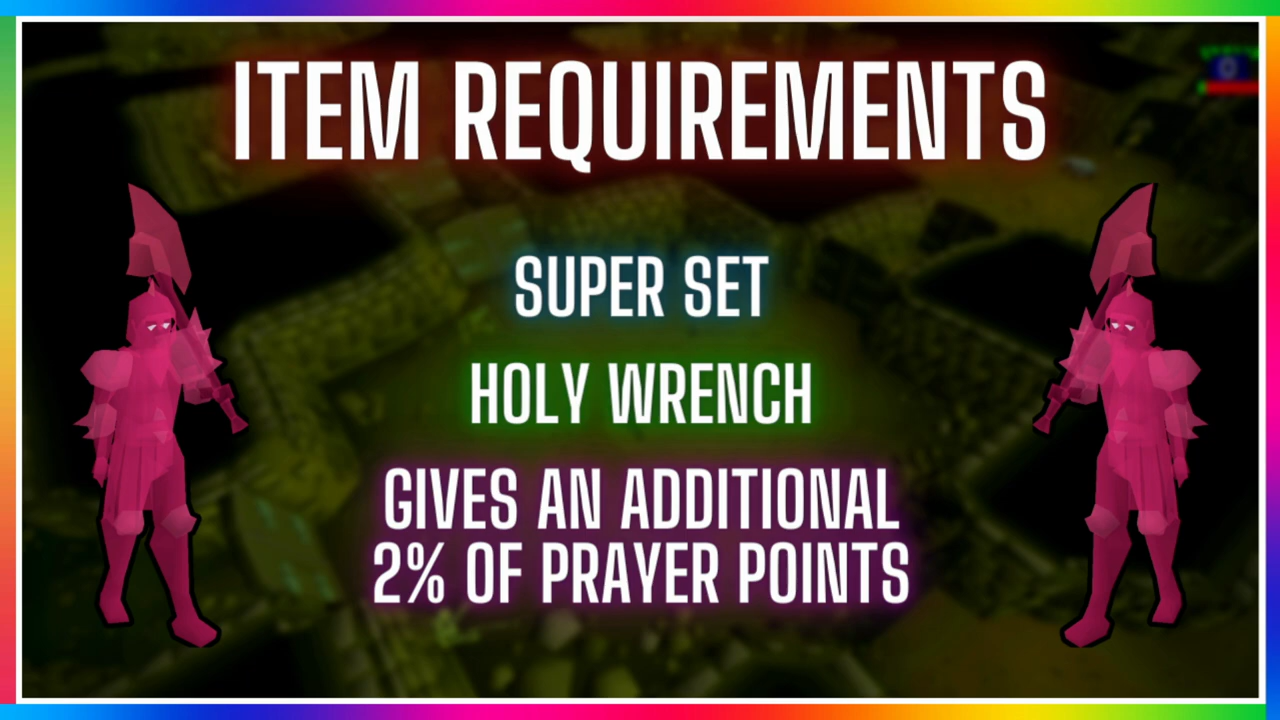 ITEM REQUIREMENTS
SUPER SET
HOLY WRENCH
GIVES AN ADDITIONAL
2% OF PRAYER POINTS